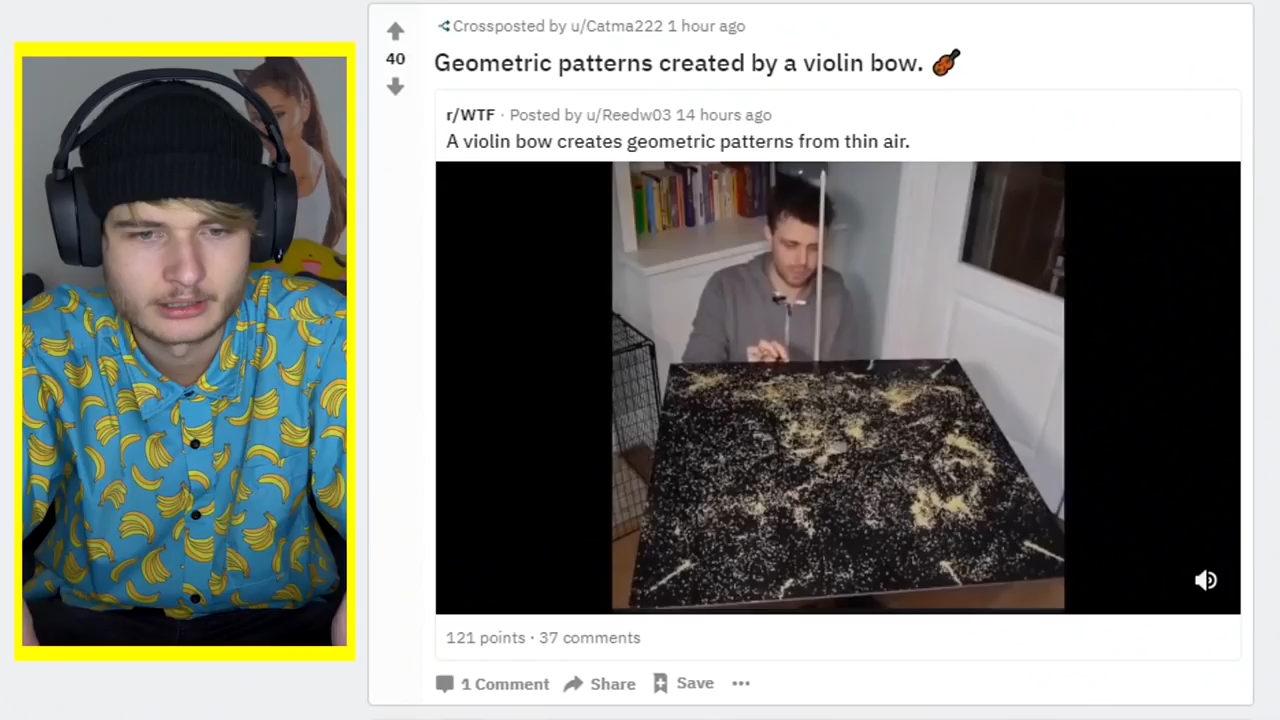 Crossposted by u/Catma222 1 hour ago
40
Geometric patterns created by a violin bow. 🎻
r/WTF · Posted by u/Reedw03 14 hours ago
A violin bow creates geometric patterns from thin air.
121 points · 37 comments
1 Comment Share Save ···